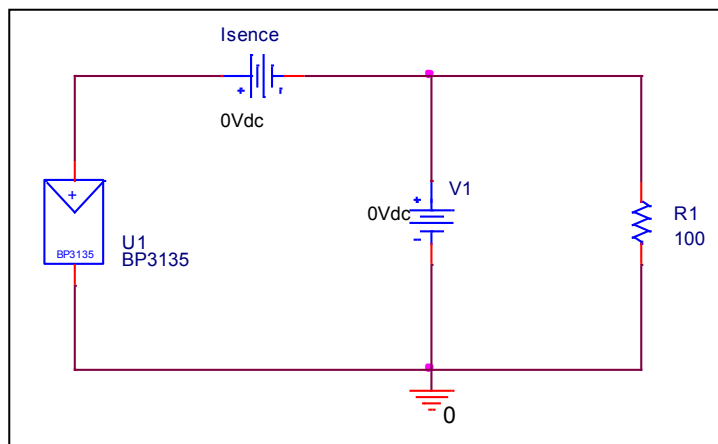 Isence
+
0Vdc
+
BP3135
U1
BP3135
+
V1
0Vdc
-
R1
100
0